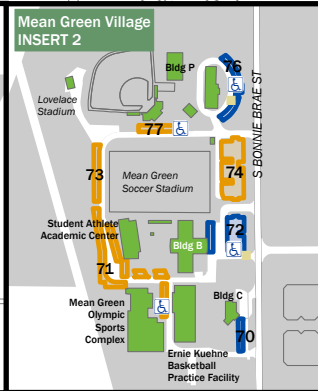 Mean Green Village
INSERT 2
Bldg P
76
Lovelace
Stadium
77
S BONNIE BRAE ST
73
Mean Green
Soccer Stadium
74
Student Athlete
Academic Center
72
Bldg B
71
Mean Green
Olympic
Sports
Complex
Bldg C
70
Ernie Kuehne
Basketball
Practice Facility